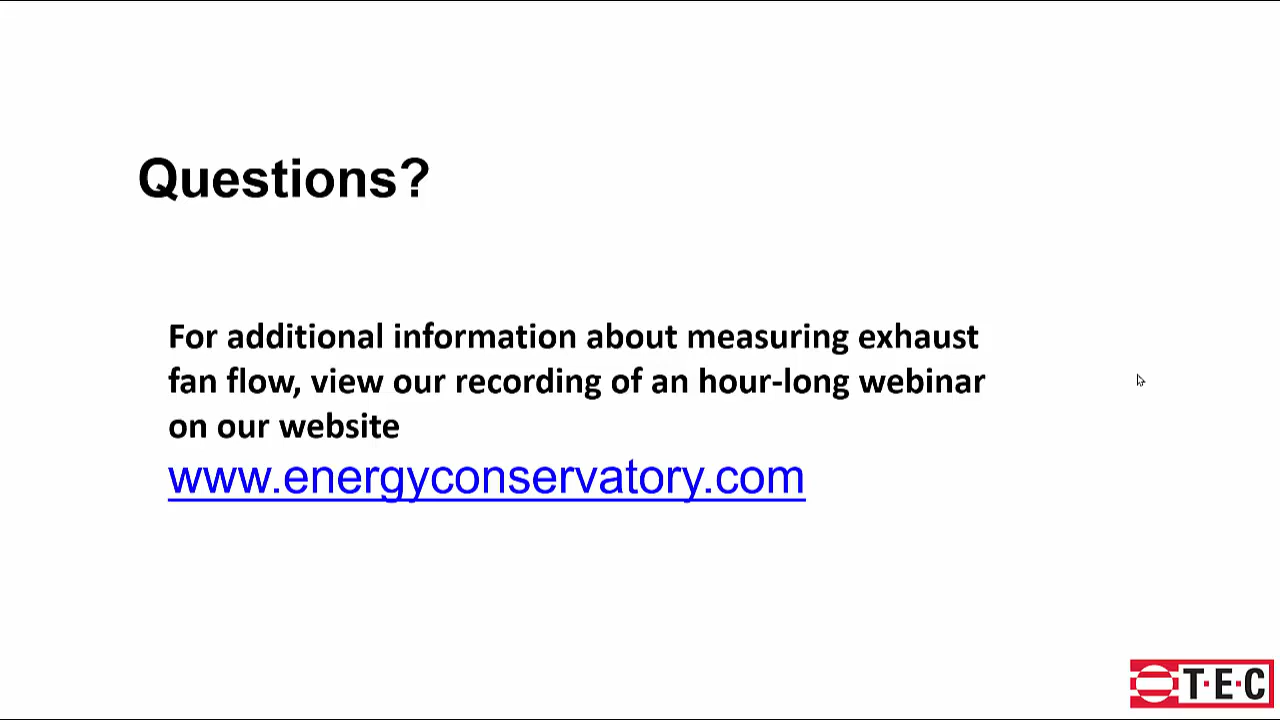 Questions?
For additional information about measuring exhaust
fan flow, view our recording of an hour-long webinar
on our website
www.energyconservatory.com
T·E·C